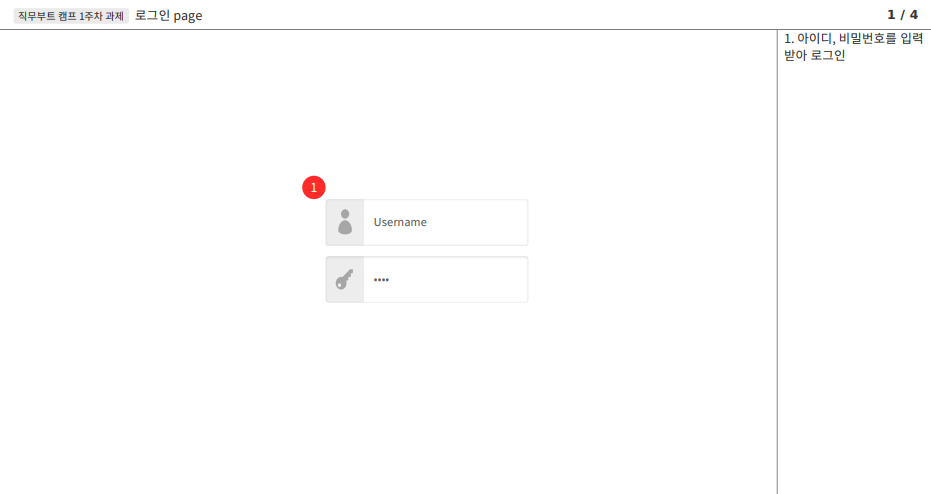 직무부트 캠프 1주차 과제 로그인 page 1 / 4
1. 아이디, 비밀번호를 입력
받아 로그인
1
Username
••••